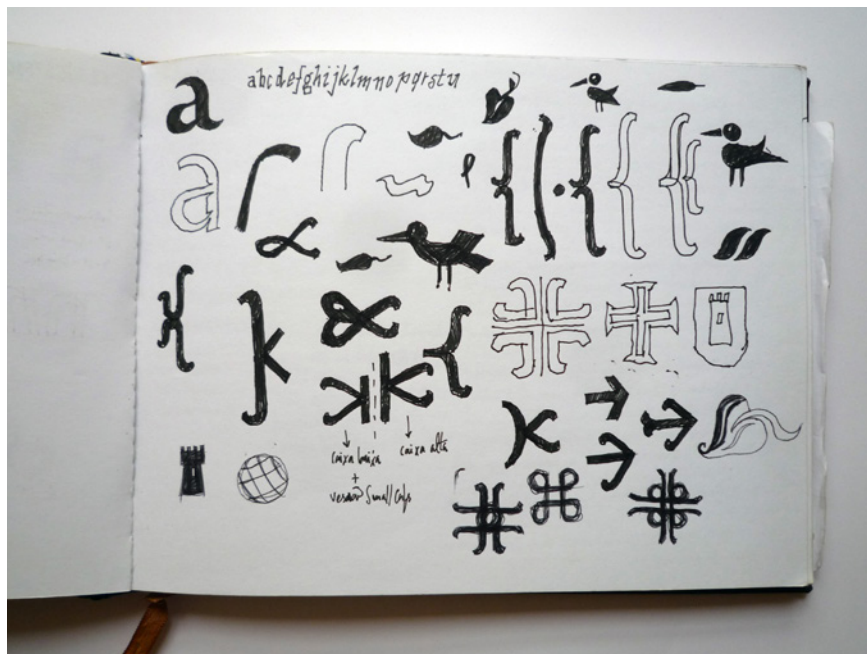 a
abcdefghijklmnopqrstu
a
k
caixa baixa
caixa alta
+
versão Small Caps